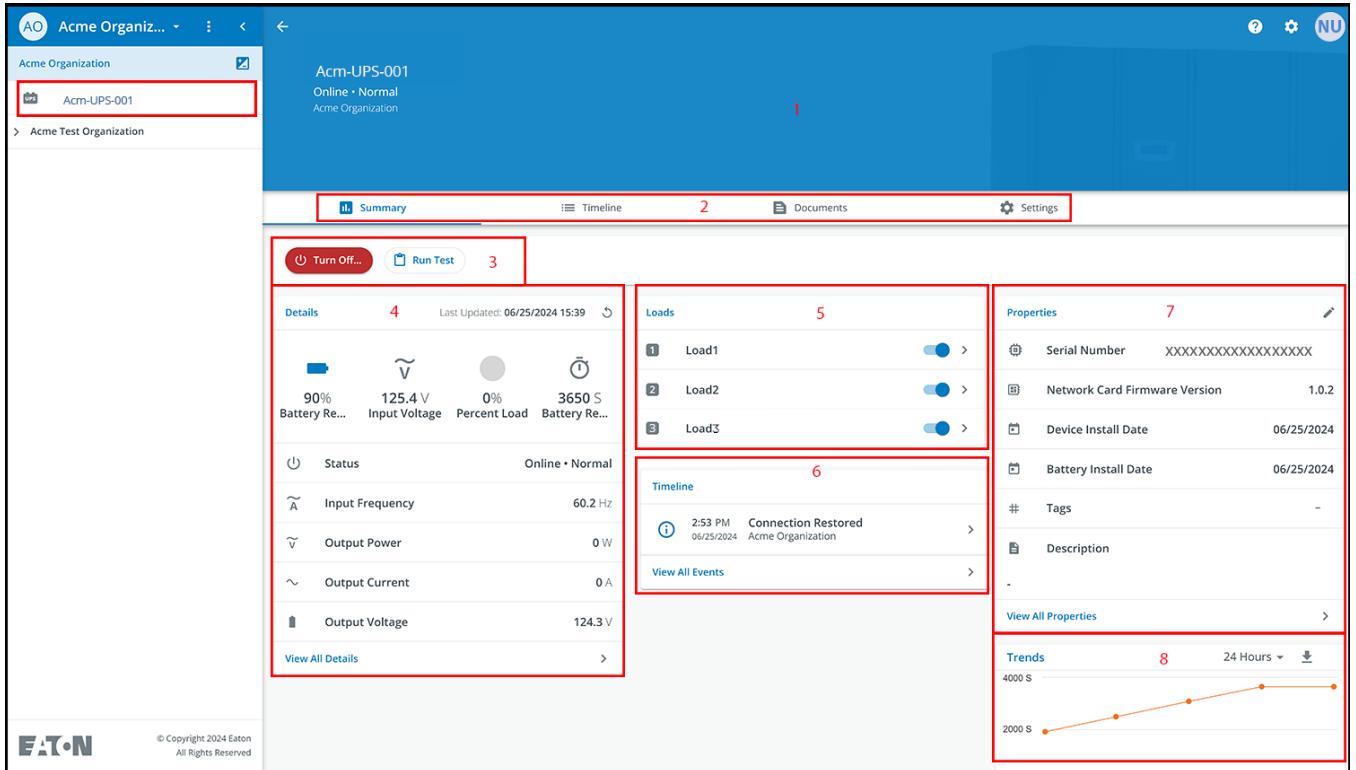 AO Acme Organiz...
NU
Acme Organization
UPS Acm-UPS-001
Acme Test Organization
Acm-UPS-001
Online • Normal
Acme Organization
1
Summary Timeline 2 Documents Settings
Turn Off... Run Test 3
Details 4 Last Updated: 06/25/2024 15:39
90% 125.4 V 0% 3650 S
Battery Re... Input Voltage Percent Load Battery Re...
Status Online • Normal
Input Frequency 60.2 Hz
Output Power 0 W
Output Current 0 A
Output Voltage 124.3 V
View All Details
Loads 5
1 Load1
2 Load2
3 Load3
6
Timeline
2:53 PM Connection Restored
06/25/2024 Acme Organization
View All Events
Properties 7
Serial Number XXXXXXXXXXXXXXXXXX
Network Card Firmware Version 1.0.2
Device Install Date 06/25/2024
Battery Install Date 06/25/2024
Tags –
Description
-
View All Properties
Trends 8 24 Hours
4000 S
2000 S
EATON
© Copyright 2024 Eaton
All Rights Reserved